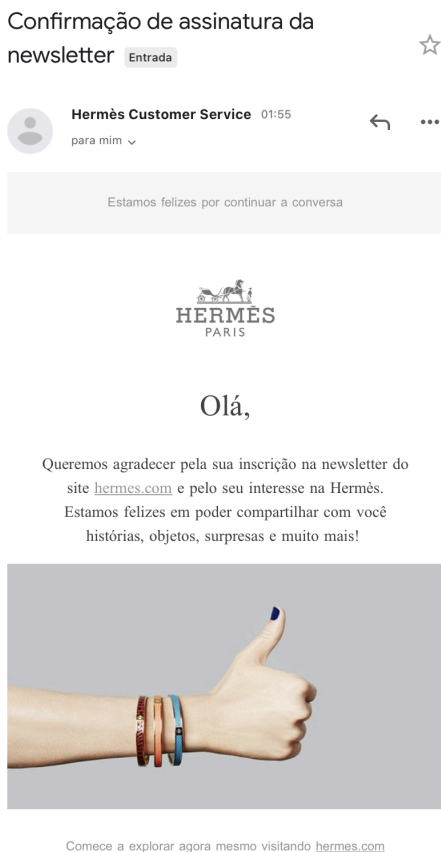 Confirmação de assinatura da
newsletter Entrada
Hermès Customer Service 01:55
para mim
Estamos felizes por continuar a conversa
HERMÈS
PARIS
Olá,
Queremos agradecer pela sua inscrição na newsletter do
site hermes.com e pelo seu interesse na Hermès.
Estamos felizes em poder compartilhar com você
histórias, objetos, surpresas e muito mais!
Comece a explorar agora mesmo visitando hermes.com